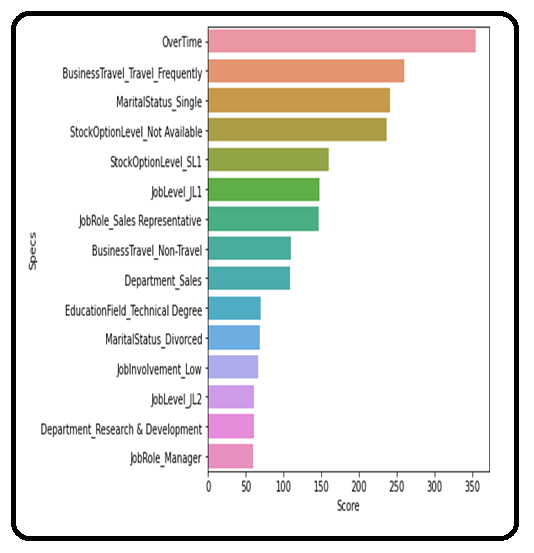 OverTime
BusinessTravel_Travel_Frequently
MaritalStatus_Single
StockOptionLevel_Not Available
StockOptionLevel_SL1
JobLevel_JL1
JobRole_Sales Representative
BusinessTravel_Non-Travel
Department_Sales
EducationField_Technical Degree
MaritalStatus_Divorced
JobInvolvement_Low
JobLevel_JL2
Department_Research & Development
JobRole_Manager
Specs
0 50 100 150 200 250 300 350
Score